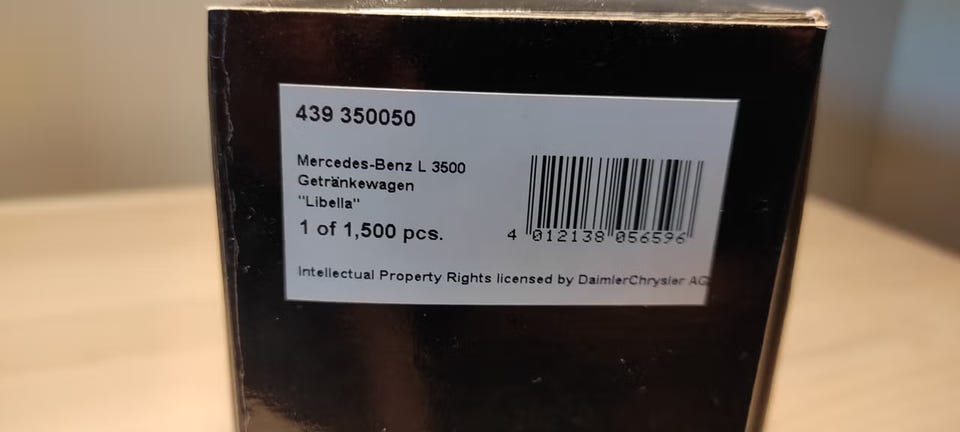 439 350050
Mercedes-Benz L 3500
Getränkewagen
"Libella"
1 of 1,500 pcs.
4 012138 056596
Intellectual Property Rights licensed by DaimlerChrysler AG